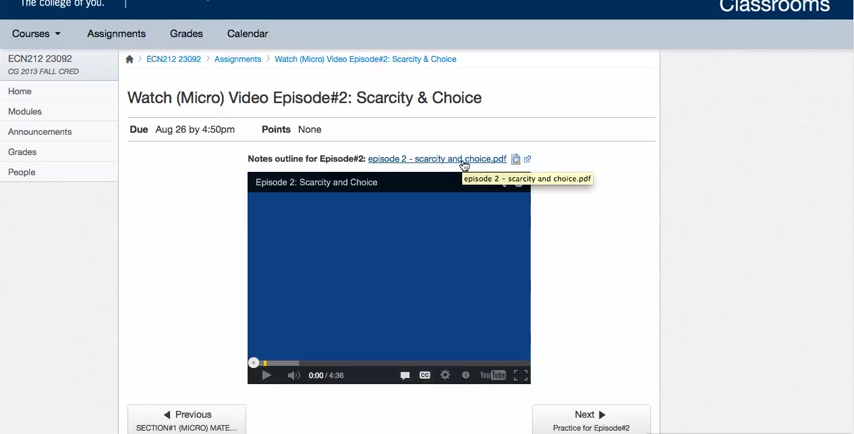 The college of you.
Classrooms
Courses Assignments Grades Calendar
ECN212 23092
CG 2013 FALL CRED
Home
Modules
Announcements
Grades
People
ECN212 23092 > Assignments > Watch (Micro) Video Episode#2: Scarcity & Choice
Watch (Micro) Video Episode#2: Scarcity & Choice
Due Aug 26 by 4:50pm Points None
Notes outline for Episode#2: episode 2 - scarcity and choice.pdf
episode 2 - scarcity and choice.pdf
Episode 2: Scarcity and Choice
0:00 / 4:36
CC
YouTube
Previous
SECTION#1 (MICRO) MATE...
Next
Practice for Episode#2